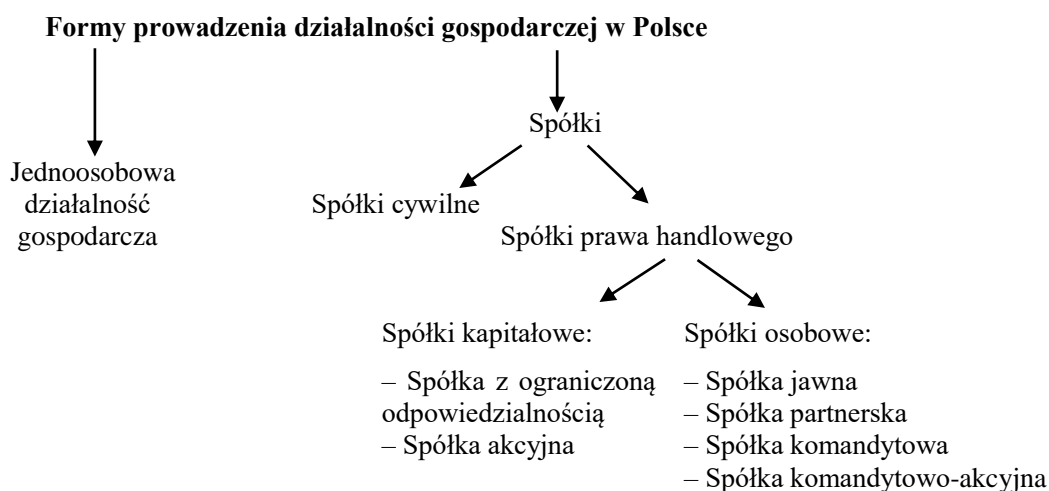 Formy prowadzenia działalności gospodarczej w Polsce
Spółki
Jednoosobowa
działalność
gospodarcza
Spółki cywilne
Spółki prawa handlowego
Spółki kapitałowe:
– Spółka z ograniczoną
odpowiedzialnością
– Spółka akcyjna
Spółki osobowe:
– Spółka jawna
– Spółka partnerska
– Spółka komandytowa
– Spółka komandytowo-akcyjna